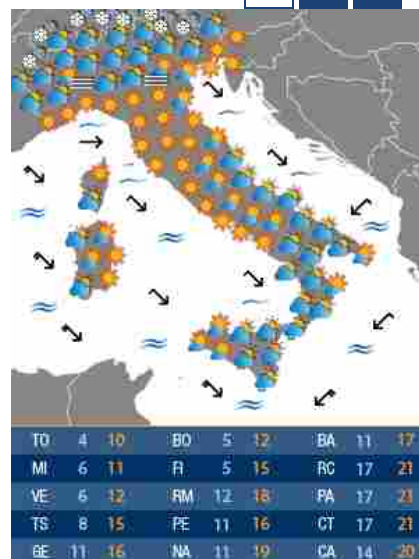 TO 4 10 BO 5 12 BA 11 17
MI 6 11 FI 5 15 RC 17 21
VE 6 12 RM 12 18 PA 17 21
TS 8 15 PE 11 16 CT 17 21
GE 11 16 NA 11 19 CA 14 20